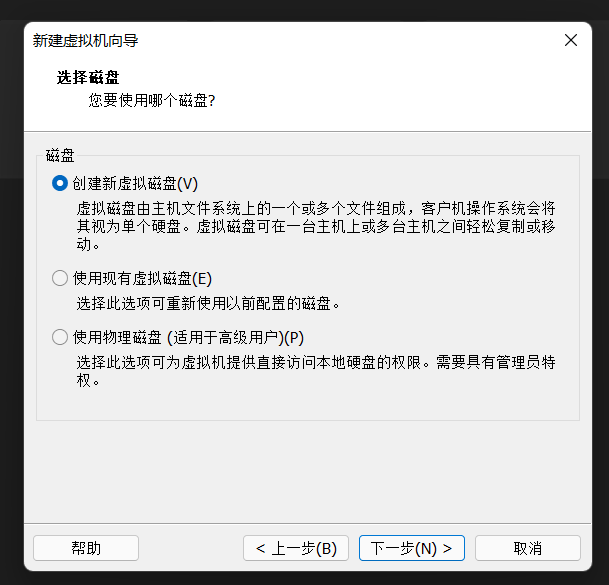 新建虚拟机向导
选择磁盘
您要使用哪个磁盘?
磁盘
创建新虚拟磁盘(V)
虚拟磁盘由主机文件系统上的一个或多个文件组成，客户机操作系统会将
其视为单个硬盘。虚拟磁盘可在一台主机上或多台主机之间轻松复制或移
动。
使用现有虚拟磁盘(E)
选择此选项可重新使用以前配置的磁盘。
使用物理磁盘 (适用于高级用户)(P)
选择此选项可为虚拟机提供直接访问本地硬盘的权限。需要具有管理员特
权。
帮助 < 上一步(B) 下一步(N) > 取消